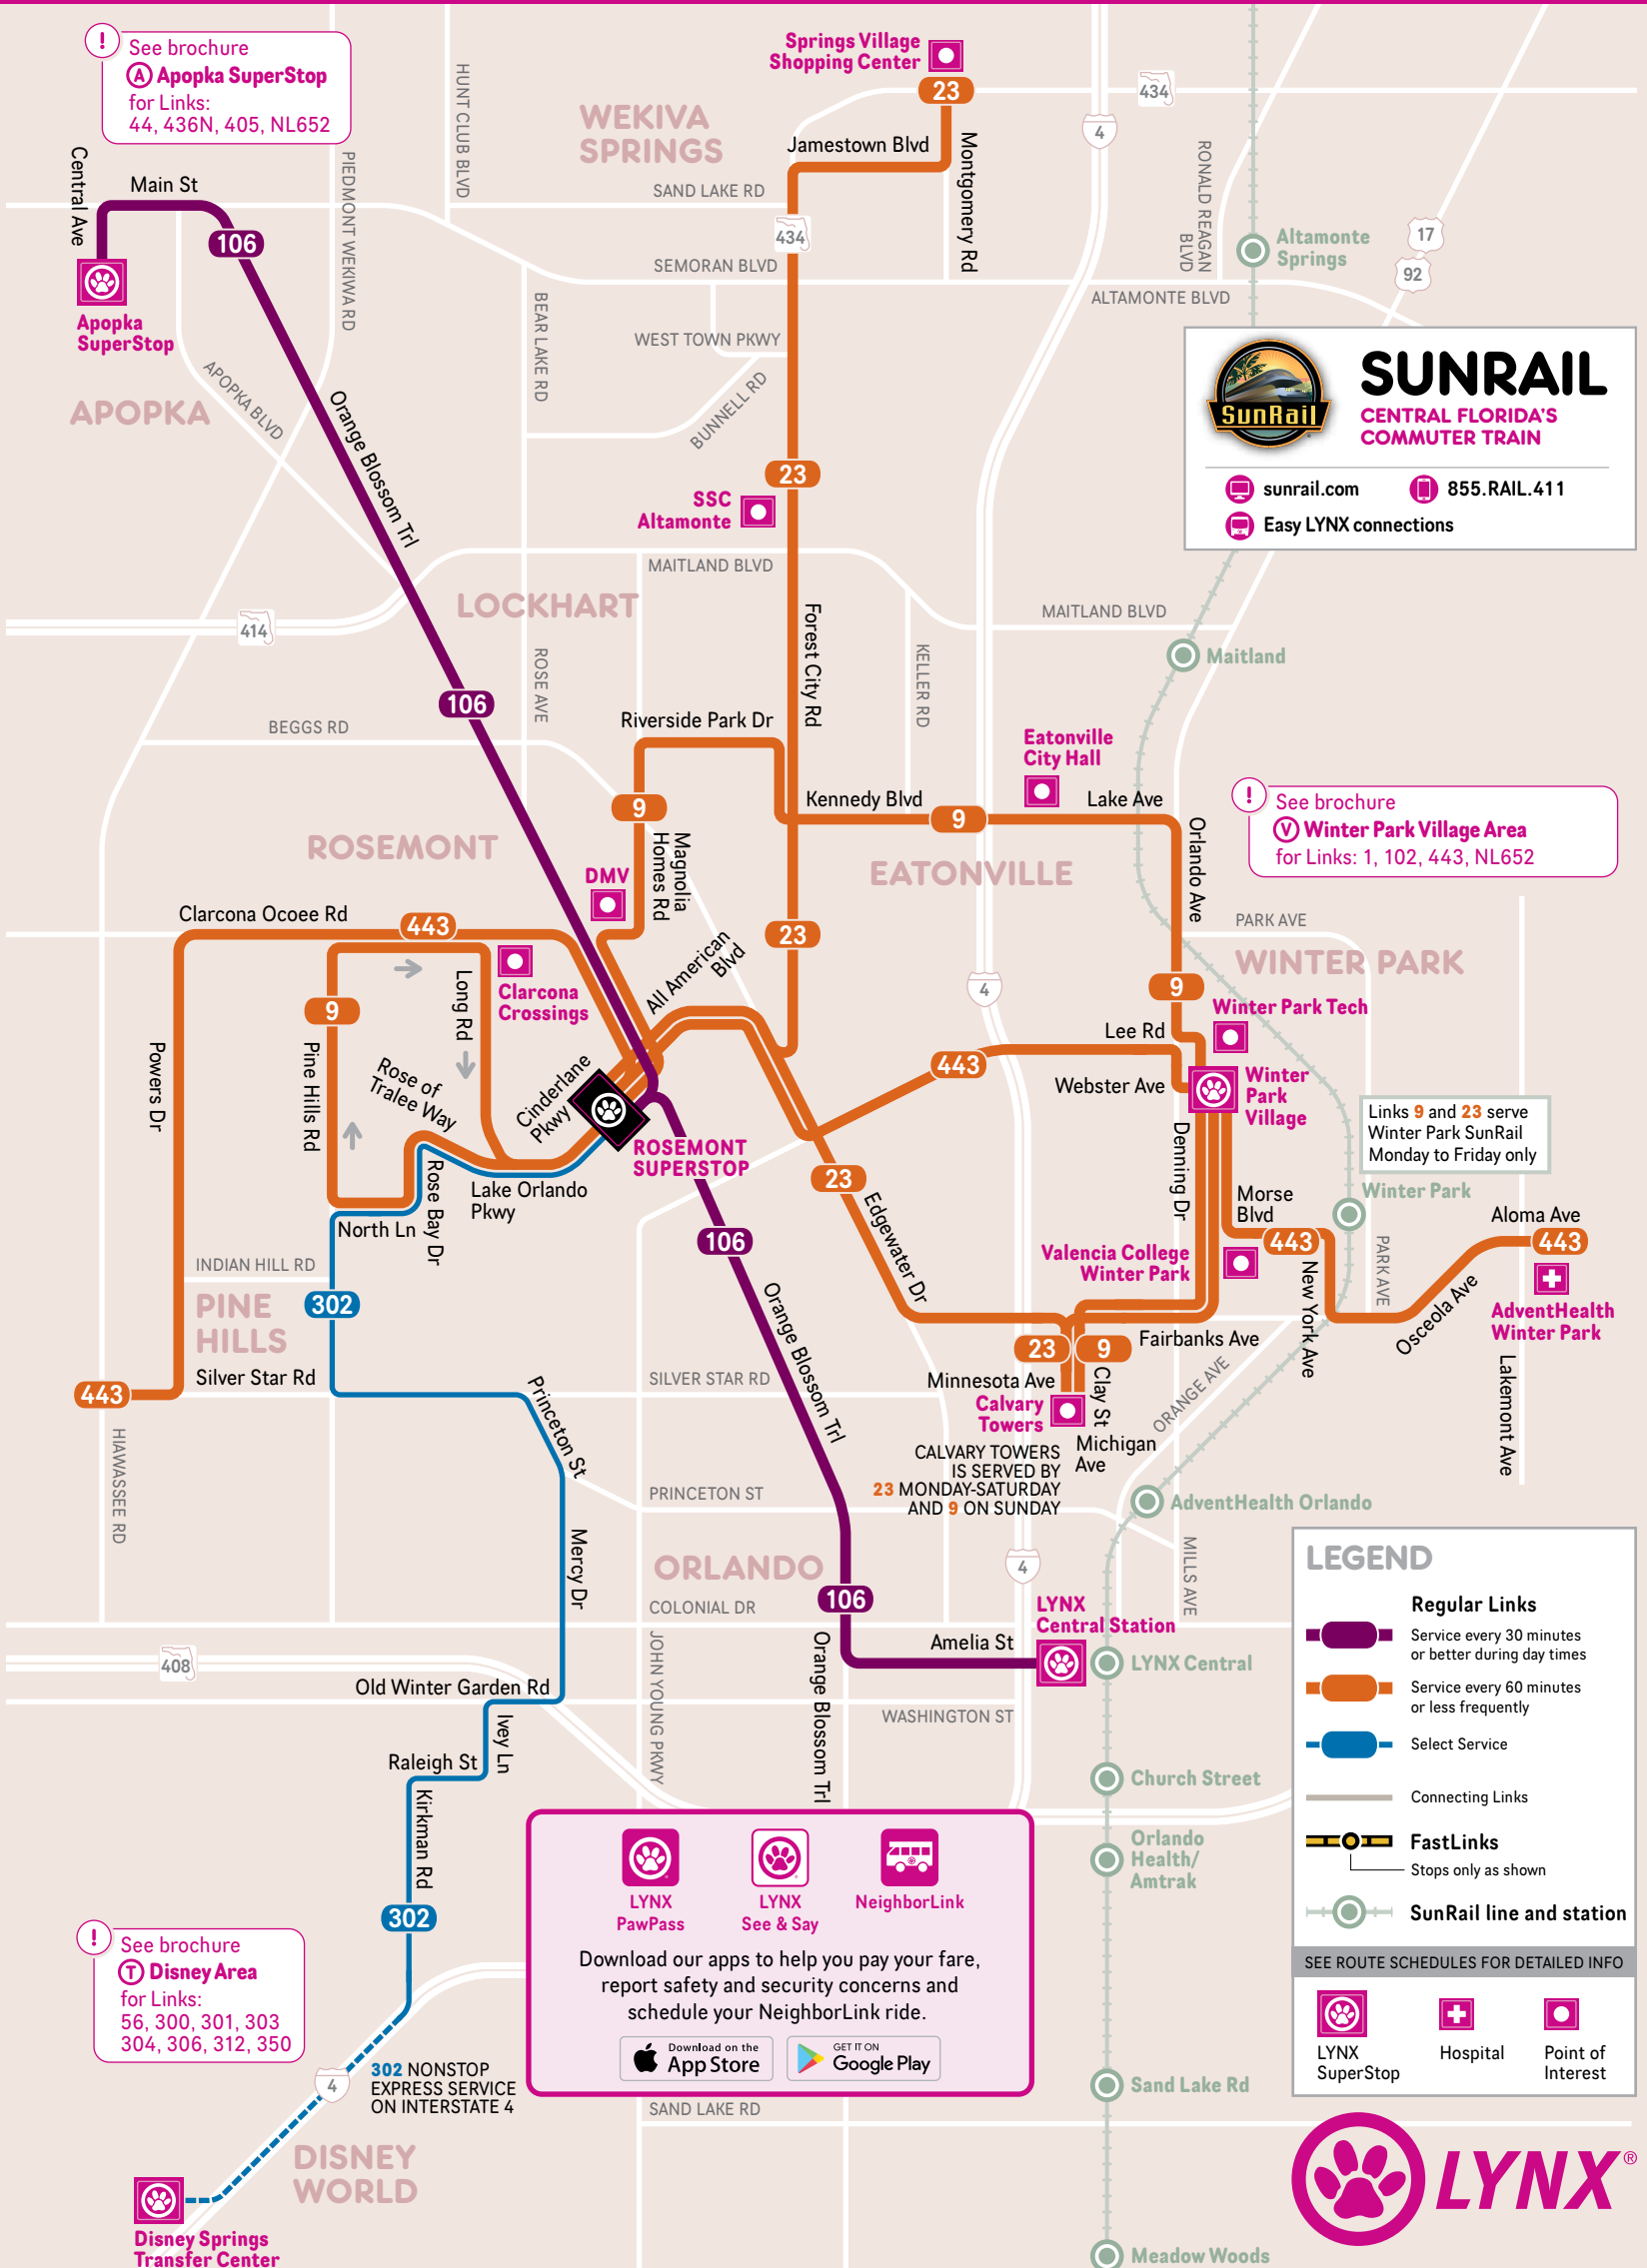 See brochure
A Apopka SuperStop
for Links:
44, 436N, 405, NL652
Springs Village
Shopping Center
23
434
4
HUNT CLUB BLVD
WEKIVA
SPRINGS
Jamestown Blvd
Montgomery Rd
RONALD REAGAN
BLVD
Central Ave
Main St
PIEDMONT WEKIWA RD
SAND LAKE RD
106
434
SEMORAN BLVD
ALTAMONTE BLVD
Altamonte
Springs
17
92
Apopka
SuperStop
APOPKA
APOPKA BLVD
BEAR LAKE RD
WEST TOWN PKWY
BUNNELL RD
Orange Blossom Trl
SunRail
SUNRAIL
CENTRAL FLORIDA'S
COMMUTER TRAIN
sunrail.com
855.RAIL.411
Easy LYNX connections
23
SSC
Altamonte
MAITLAND BLVD
LOCKHART
414
MAITLAND BLVD
Maitland
ROSE AVE
Forest City Rd
KELLER RD
106
BEGGS RD
Riverside Park Dr
Eatonville
City Hall
9
Kennedy Blvd
9
Lake Ave
See brochure
V Winter Park Village Area
for Links: 1, 102, 443, NL652
ROSEMONT
Magnolia
Homes Rd
DMV
EATONVILLE
Orlando Ave
Clarcona Ocoee Rd
443
23
PARK AVE
WINTER PARK
All American
Blvd
Clarcona
Crossings
Long Rd
9
4
9
Winter Park Tech
Lee Rd
443
Webster Ave
Winter
Park
Village
Powers Dr
Pine Hills Rd
Rose of
Tralee Way
Cinderlane
Pkwy
ROSEMONT
SUPERSTOP
Links 9 and 23 serve
Winter Park SunRail
Monday to Friday only
Denning Dr
23
Edgewater Dr
Lake Orlando
Pkwy
Rose Bay Dr
North Ln
Morse
Blvd
Winter Park
Aloma Ave
443
443
106
INDIAN HILL RD
PINE
HILLS
302
Valencia College
Winter Park
New York Ave
PARK AVE
Osceola Ave
AdventHealth
Winter Park
Orange Blossom Trl
23
9
Fairbanks Ave
443
Silver Star Rd
SILVER STAR RD
Minnesota Ave
Clay St
Calvary
Towers
Michigan
Ave
ORANGE AVE
Lakemont Ave
Princeton St
HIAWASSEE RD
CALVARY TOWERS
IS SERVED BY
23 MONDAY-SATURDAY
AND 9 ON SUNDAY
PRINCETON ST
AdventHealth Orlando
Mercy Dr
ORLANDO
MILLS AVE
4
106
COLONIAL DR
LYNX
Central Station
Amelia St
LYNX Central
408
JOHN YOUNG PKWY
Orange Blossom Trl
Old Winter Garden Rd
WASHINGTON ST
Ivey Ln
Raleigh St
Church Street
Kirkman Rd
Orlando
Health/
Amtrak
302
LYNX
PawPass
LYNX
See & Say
NeighborLink
Download our apps to help you pay your fare,
report safety and security concerns and
schedule your NeighborLink ride.
Download on the
App Store
GET IT ON
Google Play
See brochure
T Disney Area
for Links:
56, 300, 301, 303
304, 306, 312, 350
4
302 NONSTOP
EXPRESS SERVICE
ON INTERSTATE 4
Sand Lake Rd
SAND LAKE RD
DISNEY
WORLD
Disney Springs
Transfer Center
Meadow Woods
LEGEND
Regular Links
Service every 30 minutes
or better during day times
Service every 60 minutes
or less frequently
Select Service
Connecting Links
FastLinks
Stops only as shown
SunRail line and station
SEE ROUTE SCHEDULES FOR DETAILED INFO
LYNX
SuperStop
Hospital
Point of
Interest
LYNX®